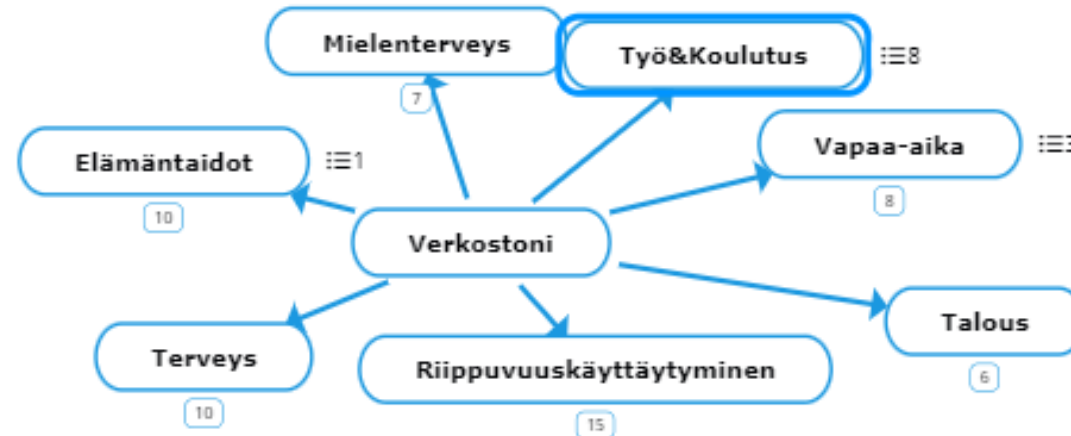 Mielenterveys
7
Työ&Koulutus
8
Vapaa-aika
8
Elämäntaidot
1
10
Verkostoni
Talous
6
Terveys
10
Riippuvuuskäyttäytyminen
15